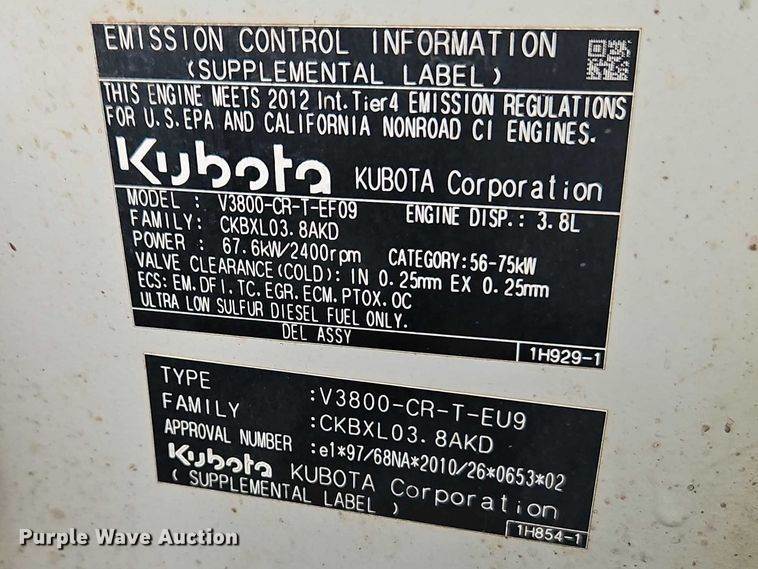 EMISSION CONTROL INFORMATION
(SUPPLEMENTAL LABEL)
THIS ENGINE MEETS 2012 Int.Tier4 EMISSION REGULATIONS
FOR U.S.EPA AND CALIFORNIA NONROAD CI ENGINES.
Kubota KUBOTA Corporation
MODEL : V3800-CR-T-EF09 ENGINE DISP.: 3.8L
FAMILY: CKBXL03.8AKD
POWER : 67.6kW/2400rpm CATEGORY:56-75kW
VALVE CLEARANCE(COLD): IN 0.25mm EX 0.25mm
ECS: EM.DFI.TC.EGR.ECM.PTOX.OC
ULTRA LOW SULFUR DIESEL FUEL ONLY.
DEL ASSY
1H929-1
TYPE :V3800-CR-T-EU9
FAMILY :CKBXL03.8AKD
APPROVAL NUMBER :e1*97/68NA*2010/26*0653*02
Kubota KUBOTA Corporation
(SUPPLEMENTAL LABEL)
1H854-1
Purple Wave Auction